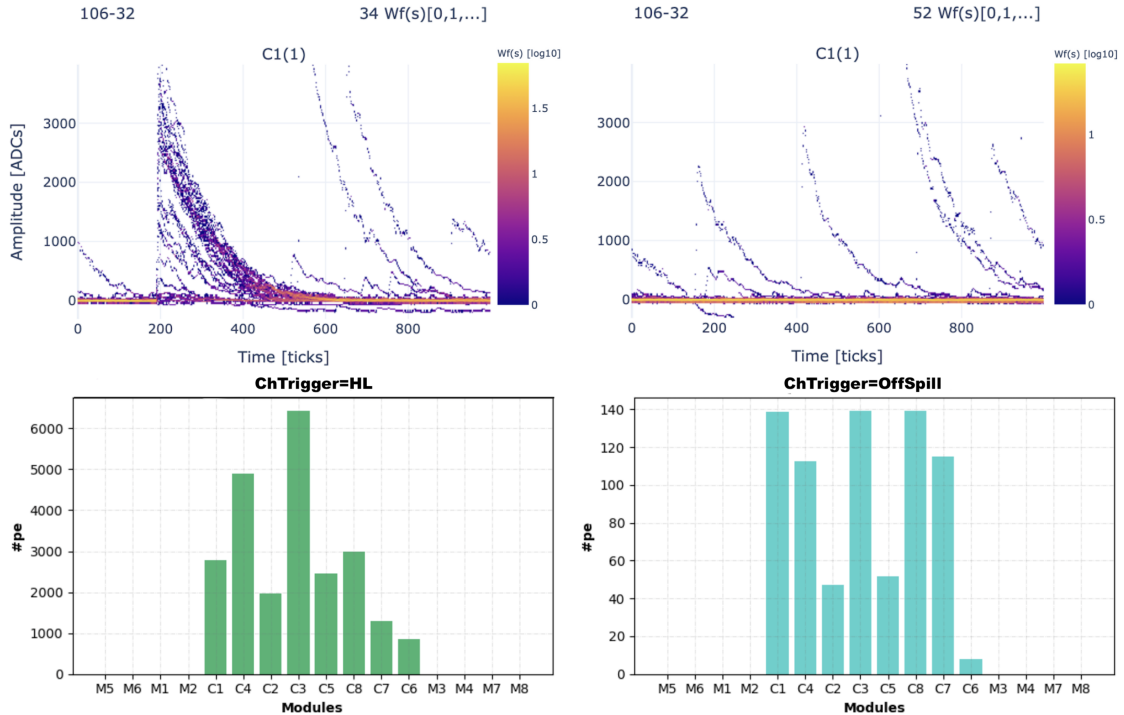 106-32 34 Wf(s)[0,1,...]
C1(1)
Wf(s) [log10]
Amplitude [ADCs]
3000
2000
1000
0
0 200 400 600 800
Time [ticks]
1.5
1
0.5
0
106-32 52 Wf(s)[0,1,...]
C1(1)
Wf(s) [log10]
3000
2000
1000
0
0 200 400 600 800
Time [ticks]
1
0.5
0
ChTrigger=HL
#pe
6000
5000
4000
3000
2000
1000
0
M5 M6 M1 M2 C1 C4 C2 C3 C5 C8 C7 C6 M3 M4 M7 M8
Modules
ChTrigger=OffSpill
#pe
140
120
100
80
60
40
20
0
M5 M6 M1 M2 C1 C4 C2 C3 C5 C8 C7 C6 M3 M4 M7 M8
Modules